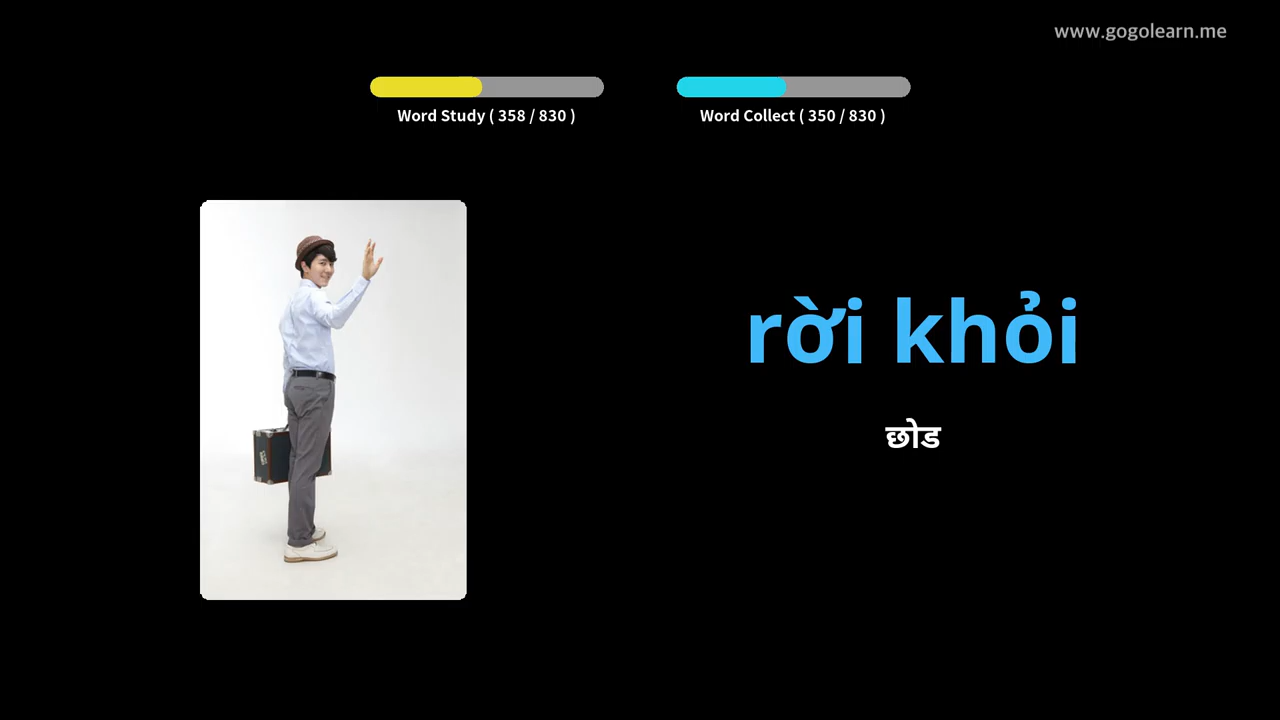 www.gogolearn.me
Word Study ( 358 / 830 )
Word Collect ( 350 / 830 )
rời khỏi
छोड